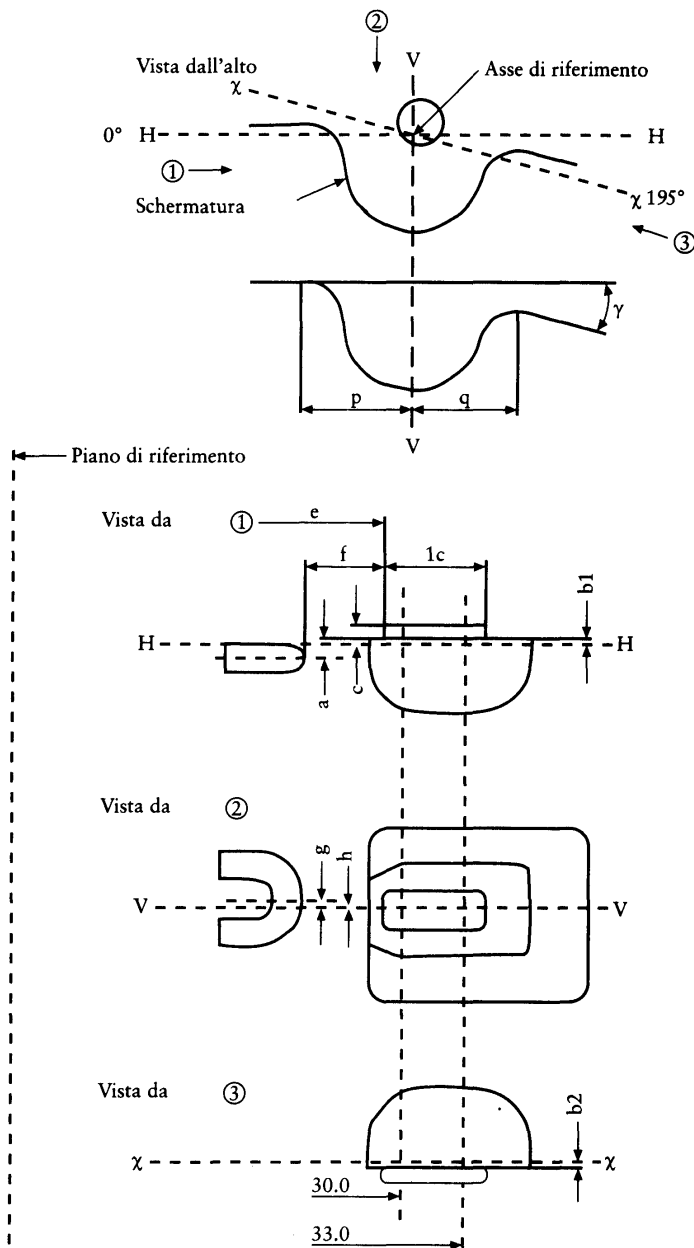 ②
V
Vista dall'alto
Asse di riferimento
χ
0° H
H
①
χ 195°
Schermatura
③
V
γ
p
q
V
Piano di riferimento
Vista da ①
e
f
1c
b1
H
H
a
c
Vista da ②
g
h
V
V
Vista da ③
b2
χ
χ
30.0
33.0